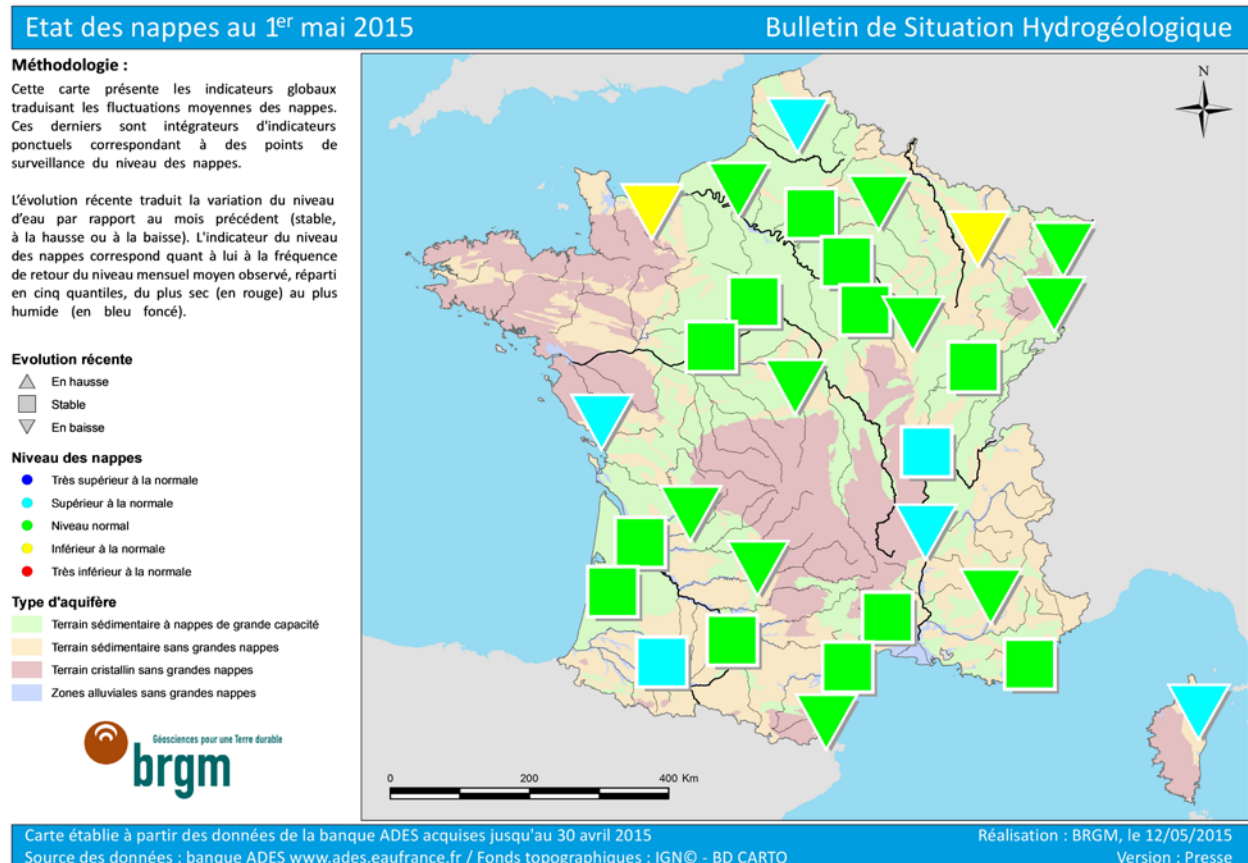 Etat des nappes au 1er mai 2015
Bulletin de Situation Hydrogéologique
Méthodologie :
Cette carte présente les indicateurs globaux
traduisant les fluctuations moyennes des nappes.
Ces derniers sont intégrateurs d'indicateurs
ponctuels correspondant à des points de
surveillance du niveau des nappes.
L'évolution récente traduit la variation du niveau
d'eau par rapport au mois précédent (stable,
à la hausse ou à la baisse). L'indicateur du niveau
des nappes correspond quant à lui à la fréquence
de retour du niveau mensuel moyen observé, réparti
en cinq quantiles, du plus sec (en rouge) au plus
humide (en bleu foncé).
Evolution récente
En hausse
Stable
En baisse
Niveau des nappes
Très supérieur à la normale
Supérieur à la normale
Niveau normal
Inférieur à la normale
Très inférieur à la normale
Type d'aquifère
Terrain sédimentaire à nappes de grande capacité
Terrain sédimentaire sans grandes nappes
Terrain cristallin sans grandes nappes
Zones alluviales sans grandes nappes
Géosciences pour une Terre durable
brgm
N
0 200 400 Km
Carte établie à partir des données de la banque ADES acquises jusqu'au 30 avril 2015
Réalisation : BRGM, le 12/05/2015
Source des données : banque ADES www.ades.eaufrance.fr / Fonds topographiques : IGN© - BD CARTO
Version : Presse